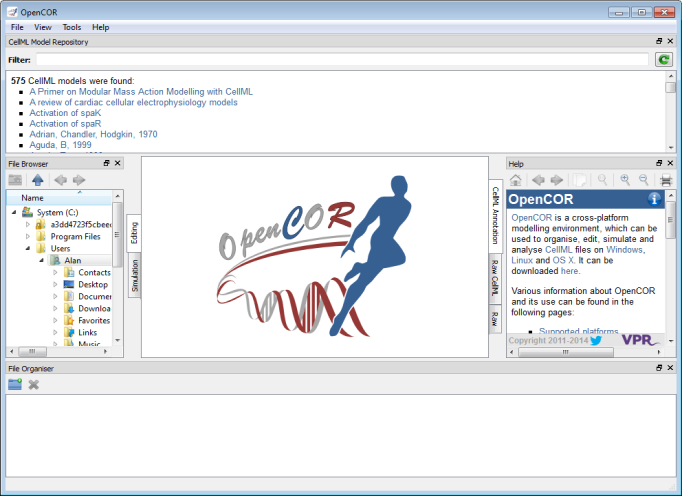 OpenCOR
File View Tools Help
CellML Model Repository
Filter:
575 CellML models were found:
A Primer on Modular Mass Action Modelling with CellML
A review of cardiac cellular electrophysiology models
Activation of spaK
Activation of spaR
Adrian, Chandler, Hodgkin, 1970
Aguda, B, 1999
File Browser
Name
System (C:)
a3dd4723f5cbeec
Program Files
Users
Alan
Contacts
Desktop
Documen
Downloa
Favorites
Links
Music
Editing
Simulation
OpenCOR
CellML Annotation
Raw CellML
Raw
Help
OpenCOR
OpenCOR is a cross-platform
modelling environment, which can be
used to organise, edit, simulate and
analyse CellML files on Windows,
Linux and OS X. It can be
downloaded here.
Various information about OpenCOR
and its use can be found in the
following pages:
Supported platforms
Copyright 2011-2014
VPR
File Organiser